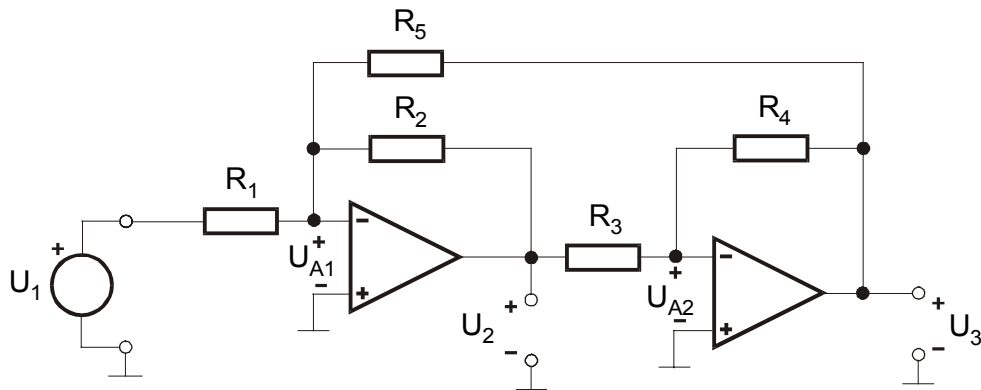 R5
R2
R4
R1
R3
U1
+
UA1
+
-
-
+
U2
+
-
UA2
+
-
-
+
U3
+
-